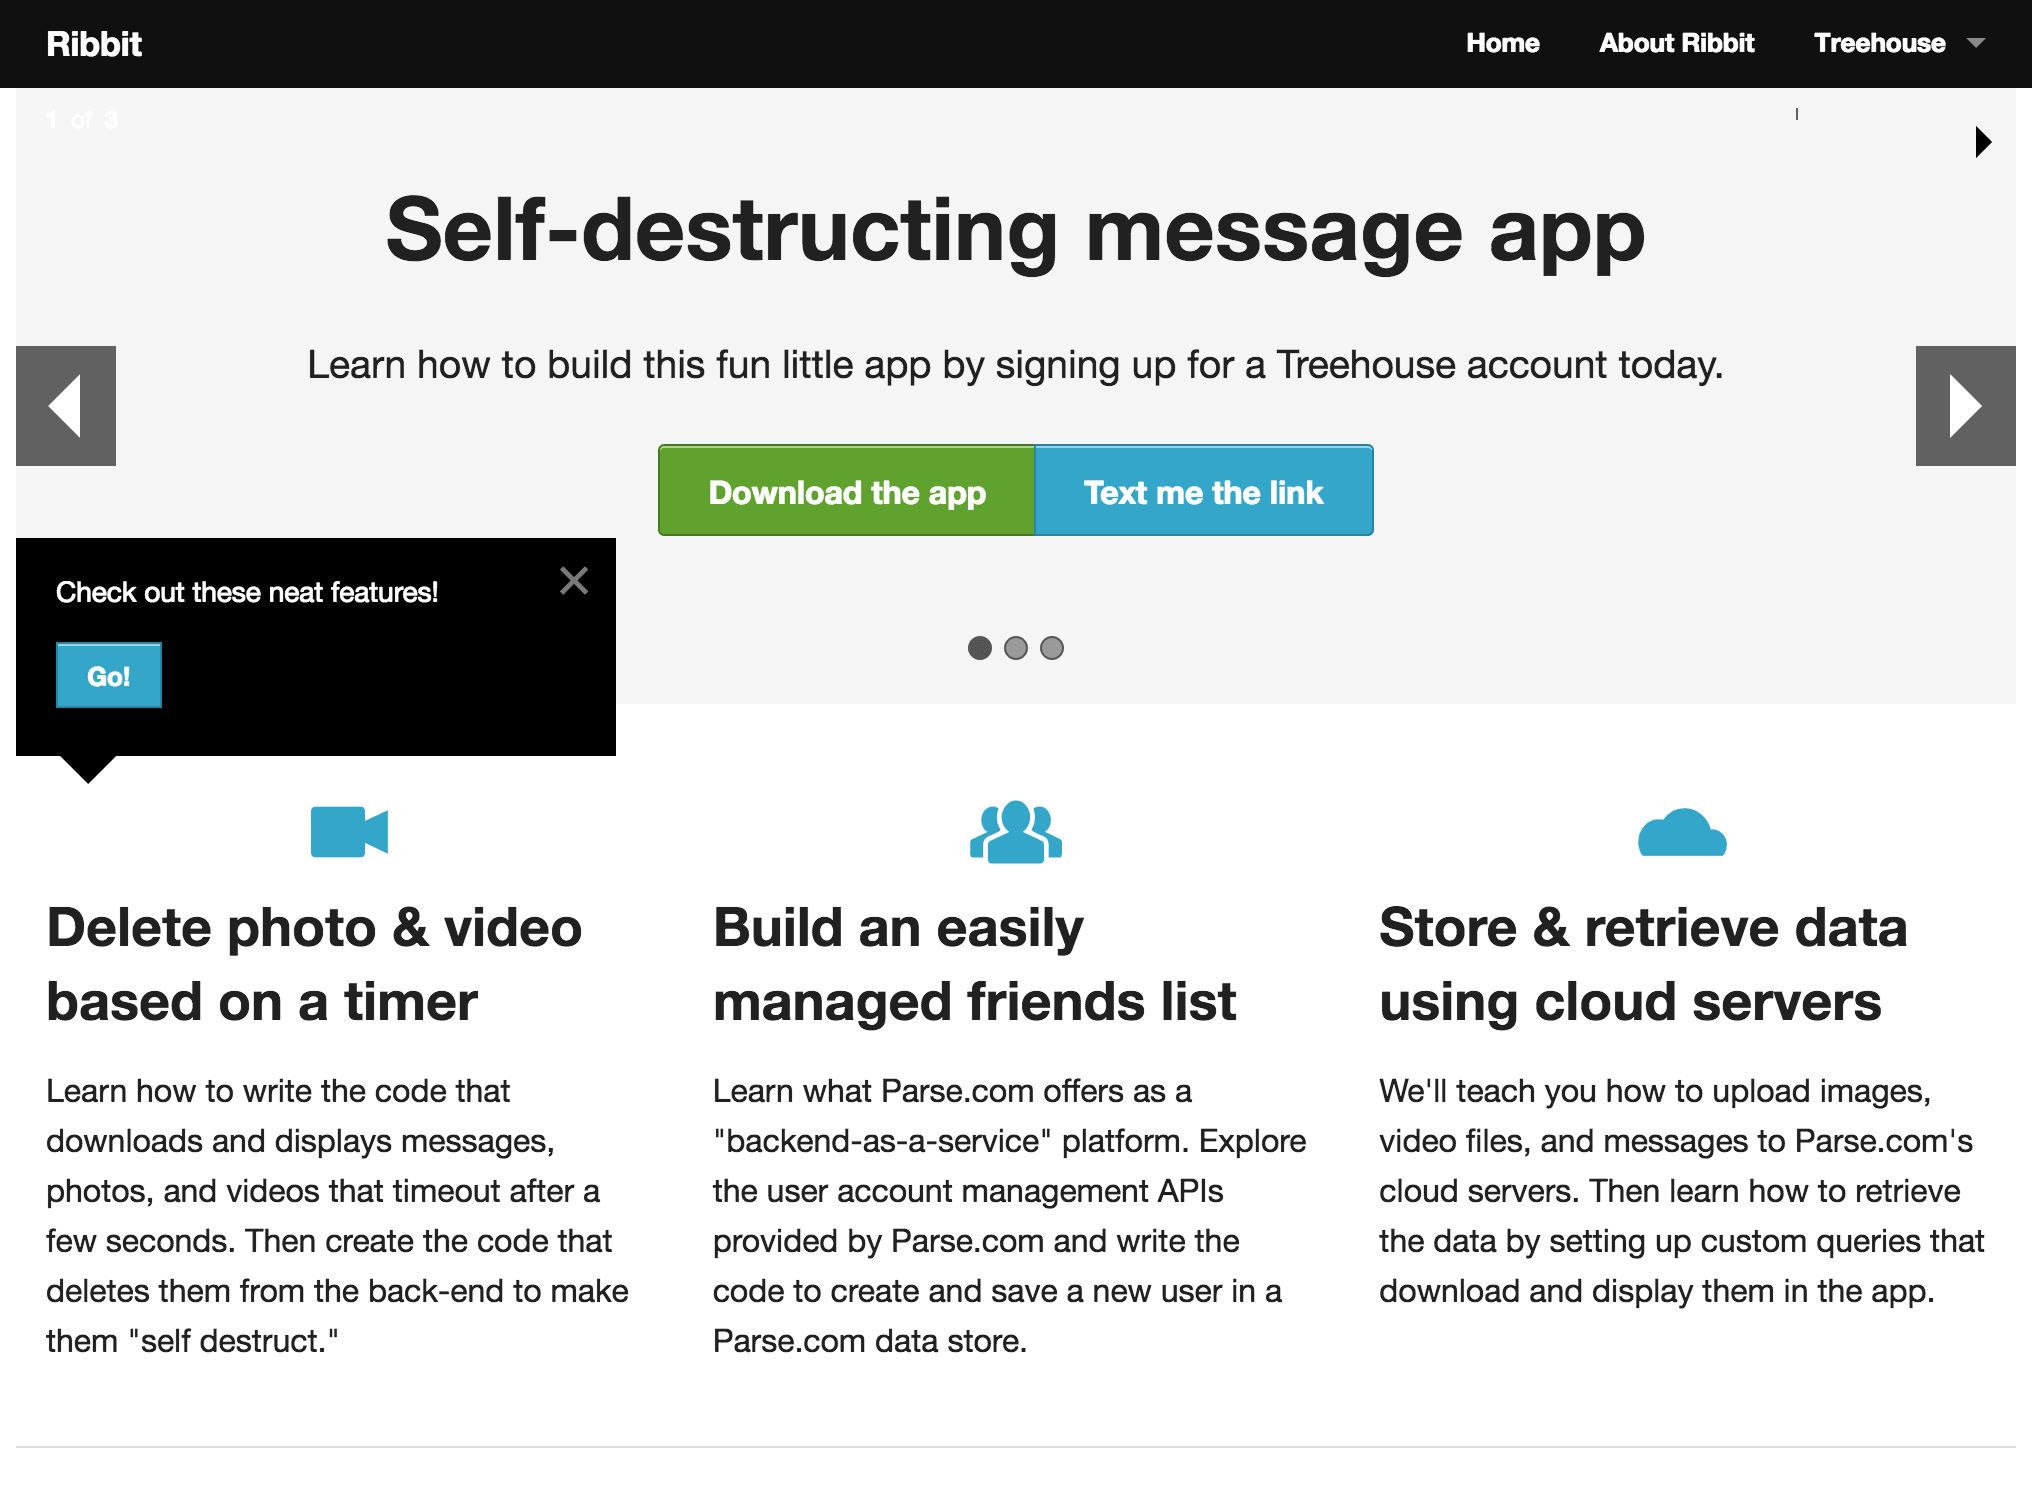 Ribbit
Home
About Ribbit
Treehouse
1 of 3
Self-destructing message app
Learn how to build this fun little app by signing up for a Treehouse account today.
Download the app
Text me the link
Check out these neat features!
Go!
Delete photo & video
based on a timer
Learn how to write the code that
downloads and displays messages,
photos, and videos that timeout after a
few seconds. Then create the code that
deletes them from the back-end to make
them "self destruct."
Build an easily
managed friends list
Learn what Parse.com offers as a
"backend-as-a-service" platform. Explore
the user account management APIs
provided by Parse.com and write the
code to create and save a new user in a
Parse.com data store.
Store & retrieve data
using cloud servers
We'll teach you how to upload images,
video files, and messages to Parse.com's
cloud servers. Then learn how to retrieve
the data by setting up custom queries that
download and display them in the app.